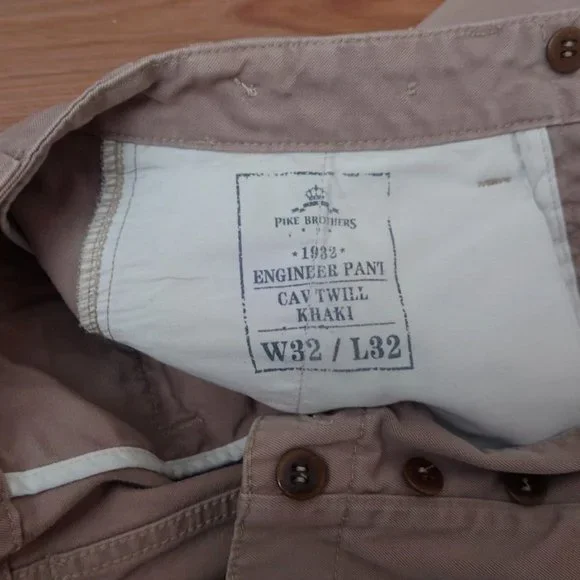 PIKE BROTHERS
1932
ENGINEER PANT
CAV TWILL
KHAKI
W32 / L32